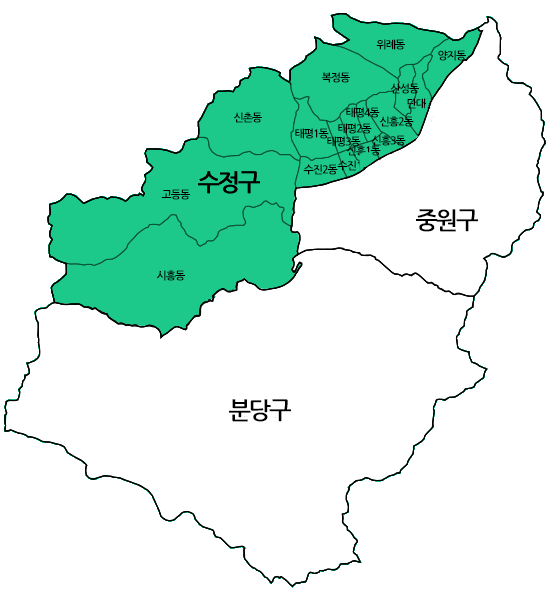 위례동
양지동
복정동
산성동
단대
신촌동
태평4동
신흥2동
태평2동
태평1동
태평3동
신흥3동
신흥1동
수진2동
수진1
고등동
수정구
중원구
시흥동
분당구